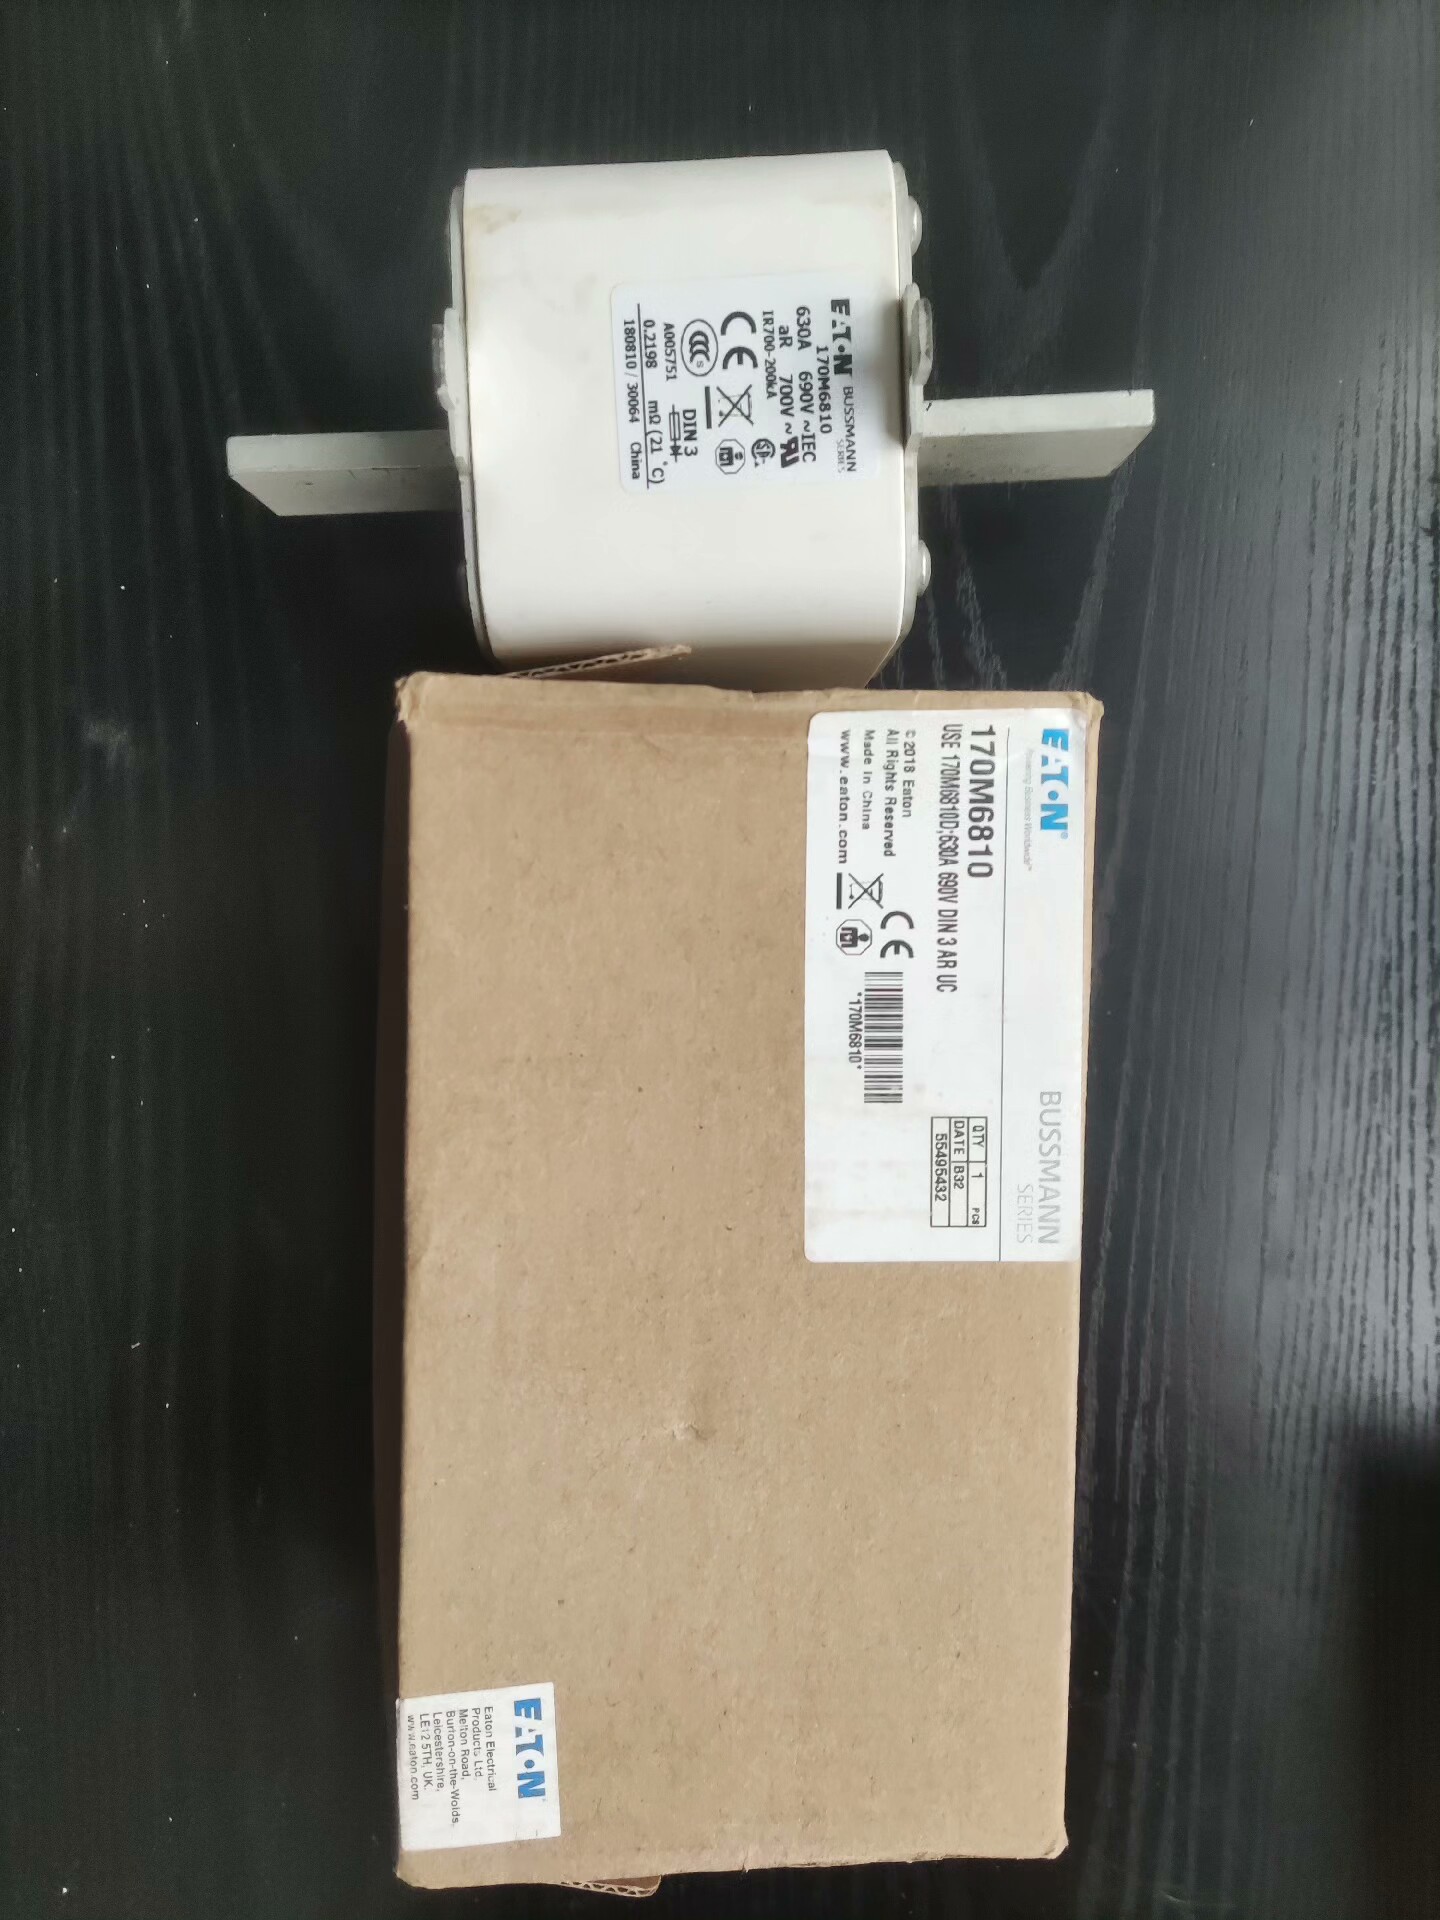 EATON BUSSMANN SERIES
170M6810
630A 690V~IEC
aR 700V~
IR700-200kA
CE
CCC S
A005751 DIN 3
0.2198 mΩ (21 °C)
180810 / 30064 China
EATON®
Powering Business Worldwide™
BUSSMANN
SERIES
170M6810
USE 170M6810D;630A 690V DIN 3 AR UC
QTY 1 PCS
DATE B32
55495432
© 2018 Eaton
All Rights Reserved
Made in China
www.eaton.com
CE
*170M6810*
EATON
Eaton Electrical
Products Ltd.
Melton Road,
Burton-on-the-Wolds,
Leicestershire,
LE12 5TH, UK.
www.eaton.com